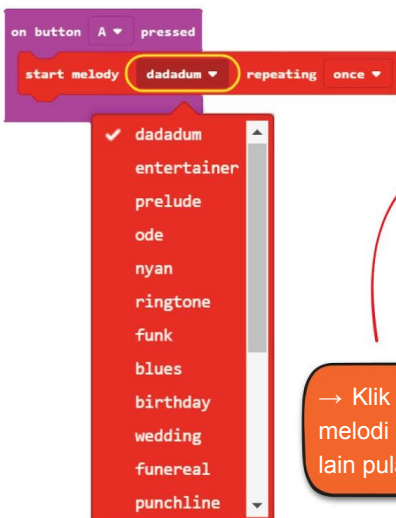 on button A pressed
start melody dadadum repeating once
dadadum
entertainer
prelude
ode
nyan
ringtone
funk
blues
birthday
wedding
funereal
punchline
→ Klik
melodi
lain pula